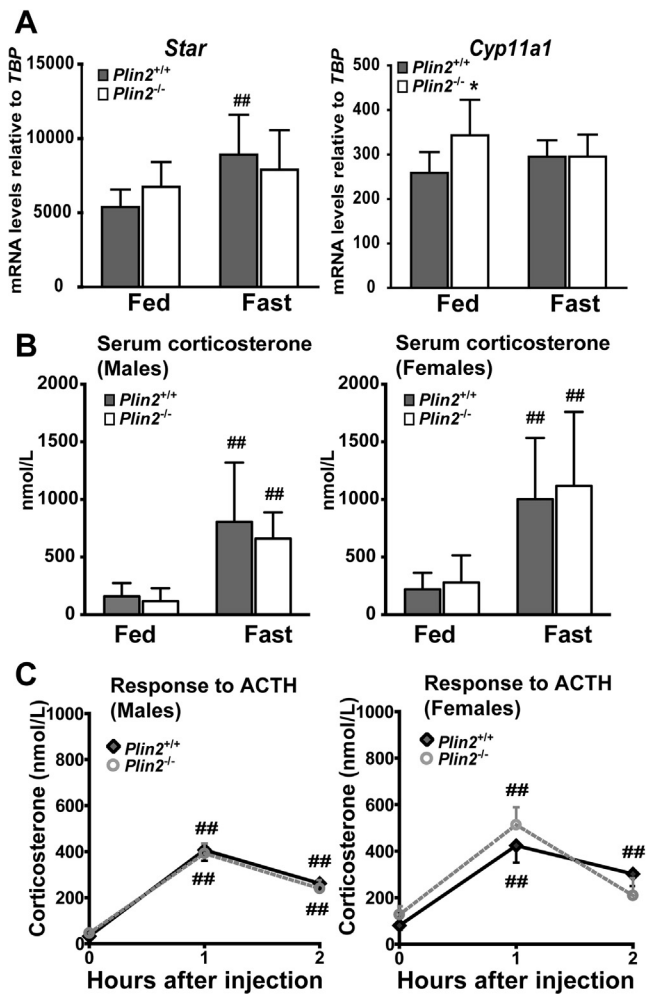 A
Star
Cyp11a1
mRNA levels relative to TBP
15000
10000
5000
0
Plin2+/+
Plin2-/-
##
Fed
Fast
mRNA levels relative to TBP
500
400
300
200
100
0
Plin2+/+
Plin2-/-
*
Fed
Fast
B
Serum corticosterone
(Males)
nmol/L
2000
1500
1000
500
0
Plin2+/+
Plin2-/-
##
##
Fed
Fast
Serum corticosterone
(Females)
nmol/L
2000
1500
1000
500
0
Plin2+/+
Plin2-/-
##
##
Fed
Fast
C
Response to ACTH
(Males)
Corticosterone (nmol/L)
1000
800
600
400
200
0
Plin2+/+
Plin2-/-
##
##
##
##
0
1
2
Hours after injection
Response to ACTH
(Females)
Corticosterone (nmol/L)
1000
800
600
400
200
0
Plin2+/+
Plin2-/-
##
##
##
0
1
2
Hours after injection